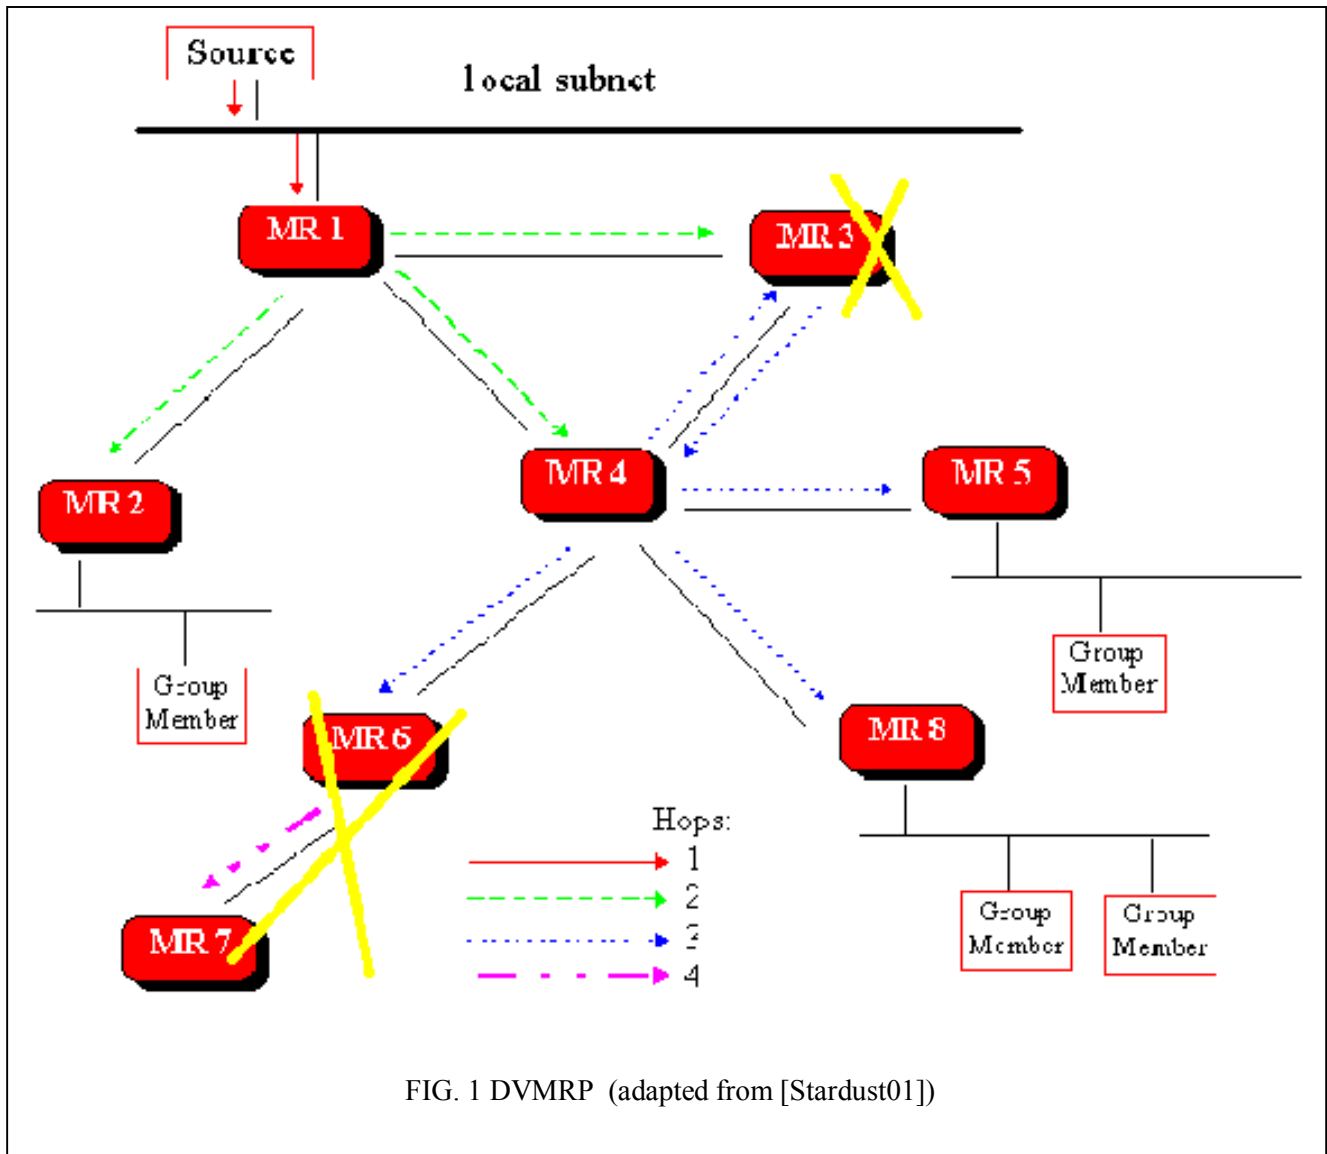 Source
local subnet
MR 1
MR 3
MR 4
MR 5
MR 2
Group
Member
Group
Member
MR 6
MR 8
Hops:
1
2
3
4
MR 7
Group
Member
Group
Member
FIG. 1 DVMRP (adapted from [Stardust01])